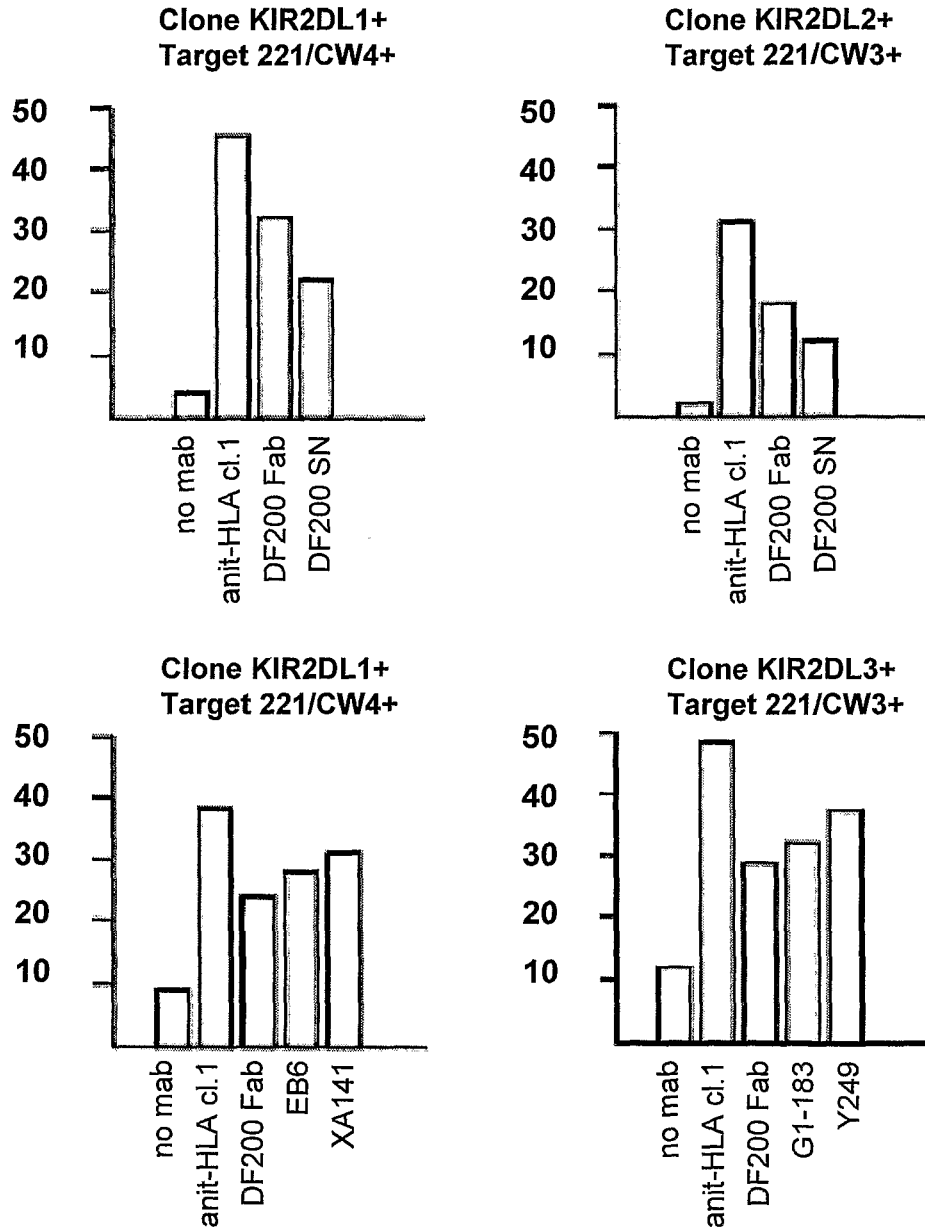 Clone KIR2DL1+
Target 221/CW4+
50
40
30
20
10
no mab
anit-HLA cl.1
DF200 Fab
DF200 SN
Clone KIR2DL2+
Target 221/CW3+
50
40
30
20
10
no mab
anit-HLA cl.1
DF200 Fab
DF200 SN
Clone KIR2DL1+
Target 221/CW4+
50
40
30
20
10
no mab
anit-HLA cl.1
DF200 Fab
EB6
XA141
Clone KIR2DL3+
Target 221/CW3+
50
40
30
20
10
no mab
anit-HLA cl.1
DF200 Fab
G1-183
Y249